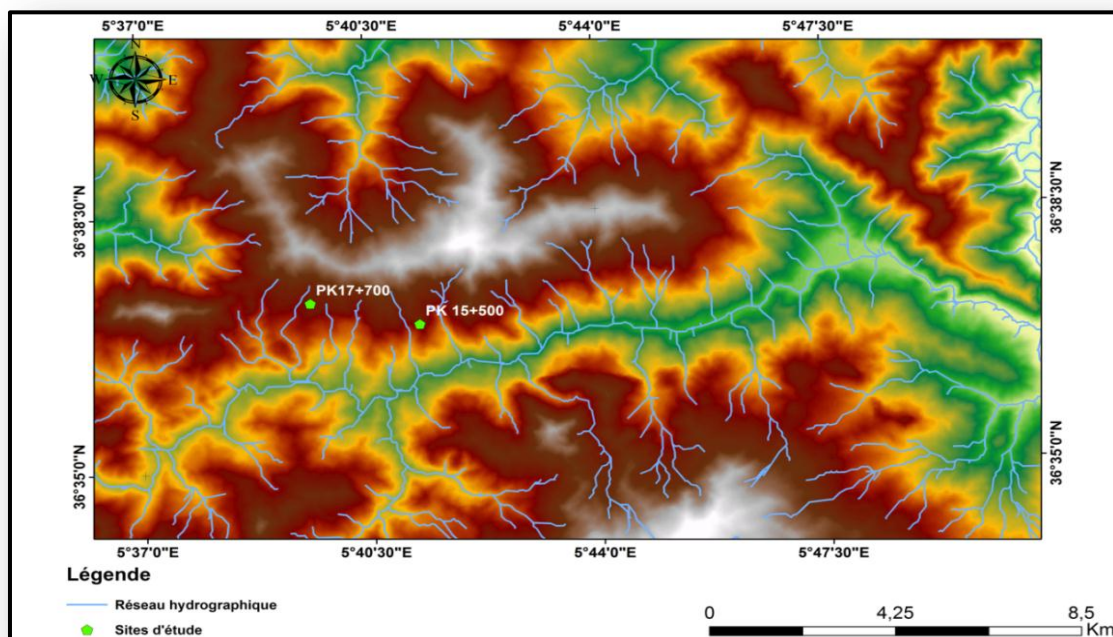 5°37'0"E 5°40'30"E 5°44'0"E 5°47'30"E
N
W E
S
36°38'30"N 36°38'30"N
PK17+700
PK 15+500
36°35'0"N 36°35'0"N
5°37'0"E 5°40'30"E 5°44'0"E 5°47'30"E
Légende
Réseau hydrographique
Sites d'étude
0 4,25 8,5
Km